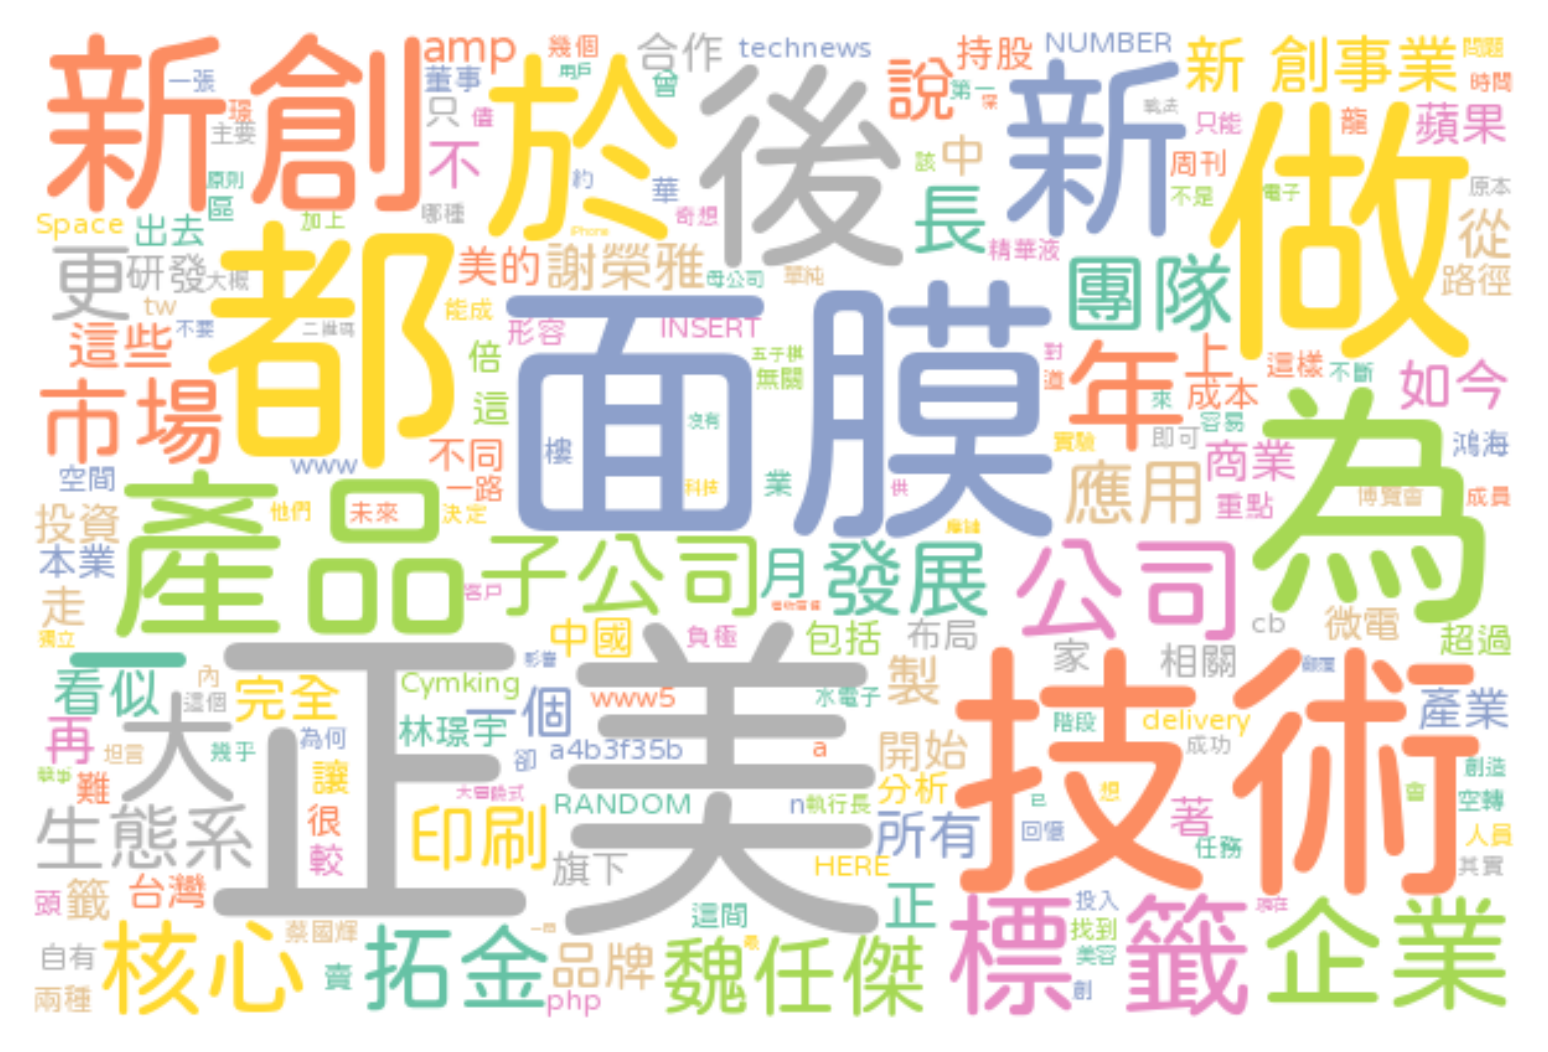 新創
amp
幾個
用戶
合作
technews
持股
NUMBER
新
創事業
問題
一張
董事
曾
時間
於
後
說
第一
新
只能
龍
蘋果
環
主要
只
儘
不
該
中
周刊
做
原則
區
約
華
不是
電子
原本
Space
出去
加上
哪種
奇想
iPhone
長
精華液
從
更
研發
大概
都
美的
謝榮雅
母公司
單純
團隊
路徑
tw
能成
不要
二維碼
形容
INSERT
面膜
這些
倍
五子棋
無關
對
道
年
上
這樣
不斷
如今
市場
這
沒有
來
成本
容易
為
www
不同
樓
實驗
即可
商業
鴻海
空間
一路
科技
業
供
應用
重點
博覽會
成員
投資
產品
他們
未來
決定
本業
子公司
月
發展
公司
走
客戶
獨立
中國
負極
包括
布局
cb
微電
超過
正美
影響
家
相關
技術
看似
內
這個
完全
Cymking
一個
www5
水電子
製
產業
再
大
林環宇
階段
delivery
坦言
幾乎
為何
卻
a4b3f35b
a
開始
成功
難
讓
分析
想
創造
生態系
很
RANDOM
n
執行長
已
著
會
空轉
較
印刷
所有
回憶
任務
人員
旗下
HERE
其實
頭
籤
台灣
這間
正
標籤
投入
現在
企業
核心
蔡國輝
拓金
品牌
魏任傑
找到
自有
賣
最
美容
兩種
php
創